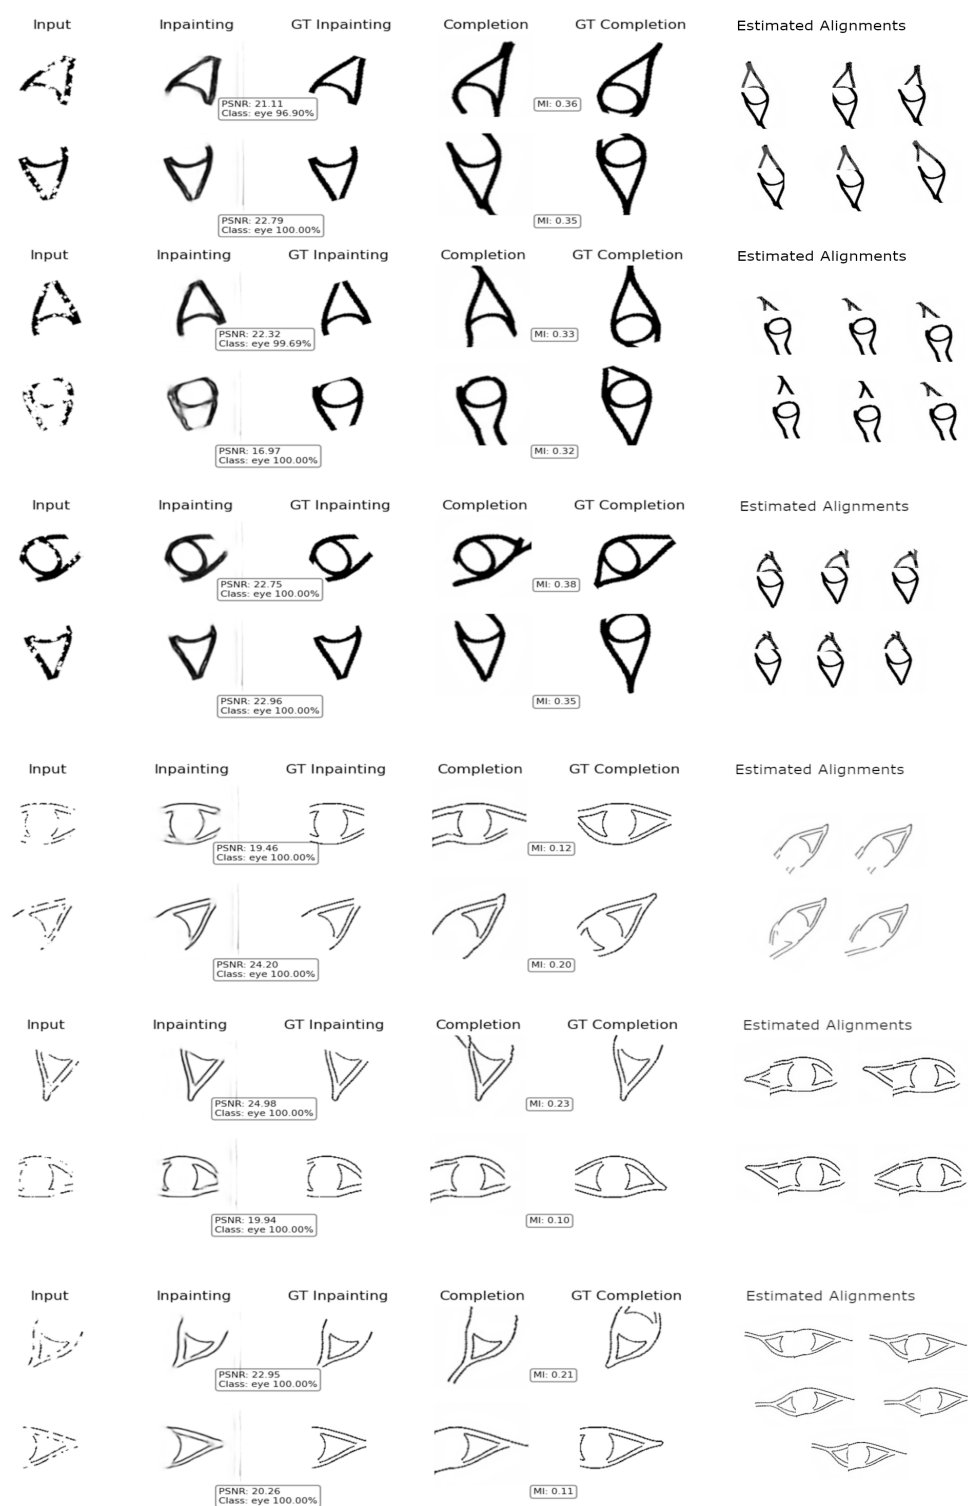 Input Inpainting GT Inpainting Completion GT Completion Estimated Alignments
PSNR: 21.11
Class: eye 96.90%
MI: 0.36
PSNR: 22.79
Class: eye 100.00%
MI: 0.35
Input Inpainting GT Inpainting Completion GT Completion Estimated Alignments
PSNR: 22.32
Class: eye 99.69%
MI: 0.33
PSNR: 16.97
Class: eye 100.00%
MI: 0.32
Input Inpainting GT Inpainting Completion GT Completion Estimated Alignments
PSNR: 22.75
Class: eye 100.00%
MI: 0.38
PSNR: 22.96
Class: eye 100.00%
MI: 0.35
Input Inpainting GT Inpainting Completion GT Completion Estimated Alignments
PSNR: 19.46
Class: eye 100.00%
MI: 0.12
PSNR: 24.20
Class: eye 100.00%
MI: 0.20
Input Inpainting GT Inpainting Completion GT Completion Estimated Alignments
PSNR: 24.98
Class: eye 100.00%
MI: 0.23
PSNR: 19.94
Class: eye 100.00%
MI: 0.10
Input Inpainting GT Inpainting Completion GT Completion Estimated Alignments
PSNR: 22.95
Class: eye 100.00%
MI: 0.21
PSNR: 20.26
Class: eye 100.00%
MI: 0.11